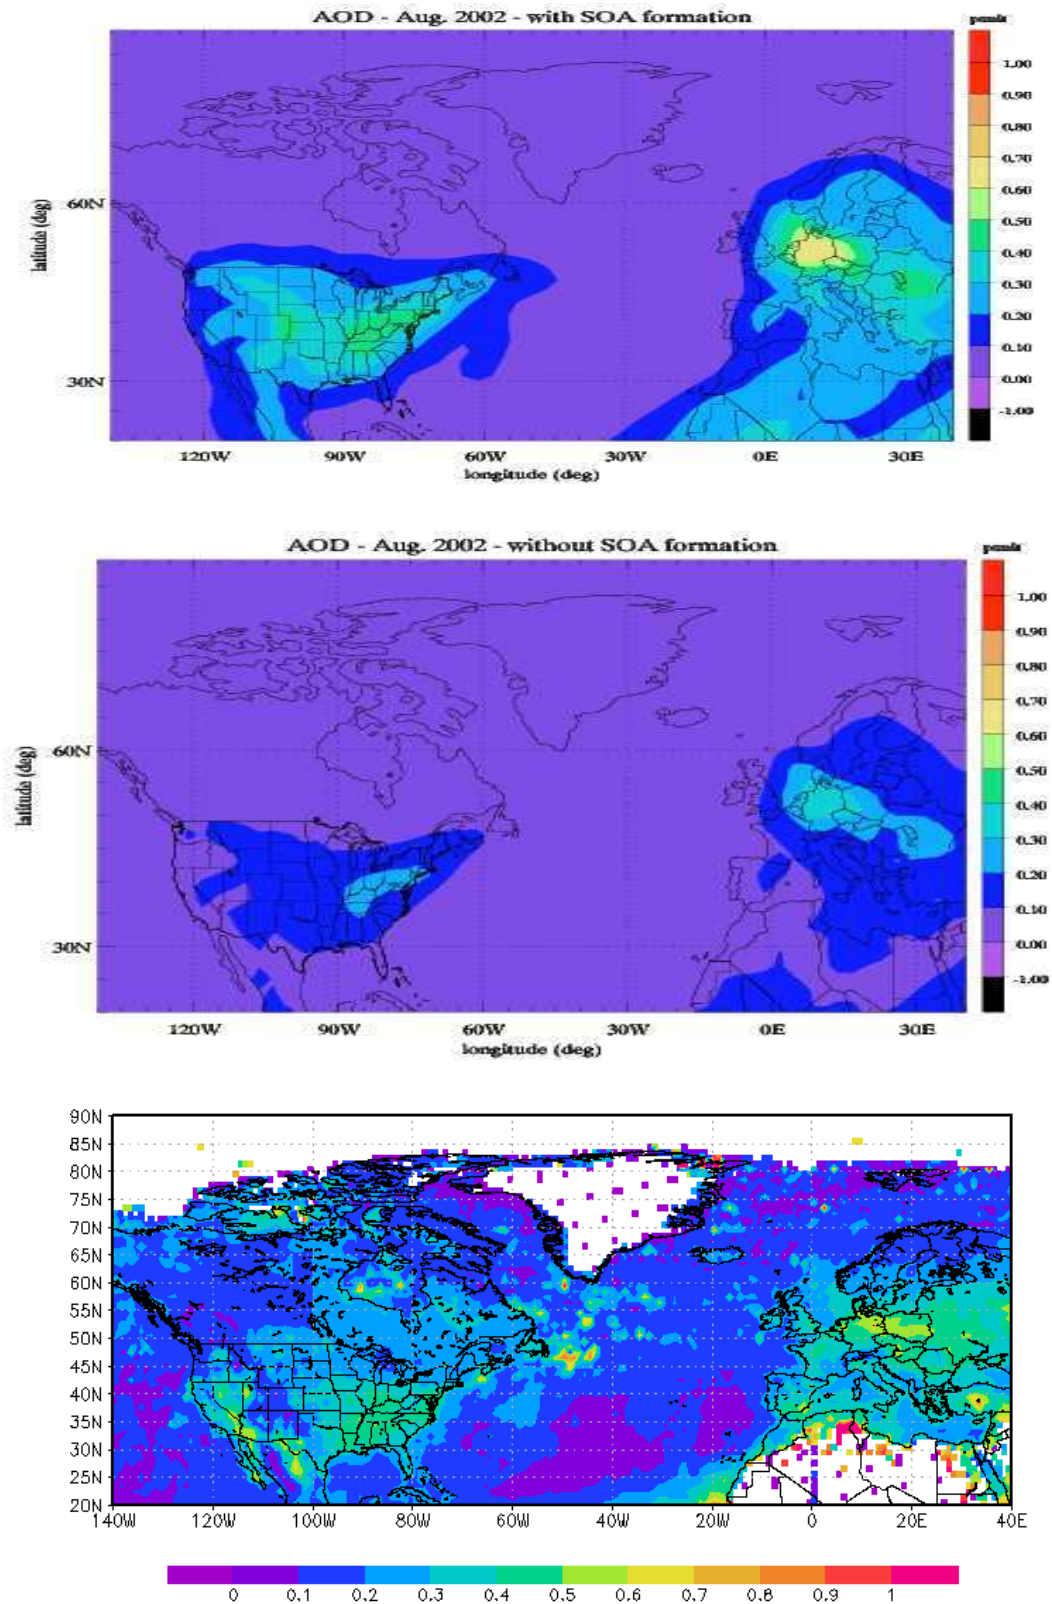 AOD - Aug. 2002 - with SOA formation
1.00
0.90
0.80
0.70
0.60
0.50
0.40
0.30
0.20
0.10
0.00
-1.00
latitude (deg)
60N
30N
120W 90W 60W 30W 0E 30E
longitude (deg)
AOD - Aug. 2002 - without SOA formation
1.00
0.90
0.80
0.70
0.60
0.50
0.40
0.30
0.20
0.10
0.00
-1.00
latitude (deg)
60N
30N
120W 90W 60W 30W 0E 30E
longitude (deg)
90N
85N
80N
75N
70N
65N
60N
55N
50N
45N
40N
35N
30N
25N
20N
140W 120W 100W 80W 60W 40W 20W 0 20E 40E
0 0.1 0.2 0.3 0.4 0.5 0.6 0.7 0.8 0.9 1